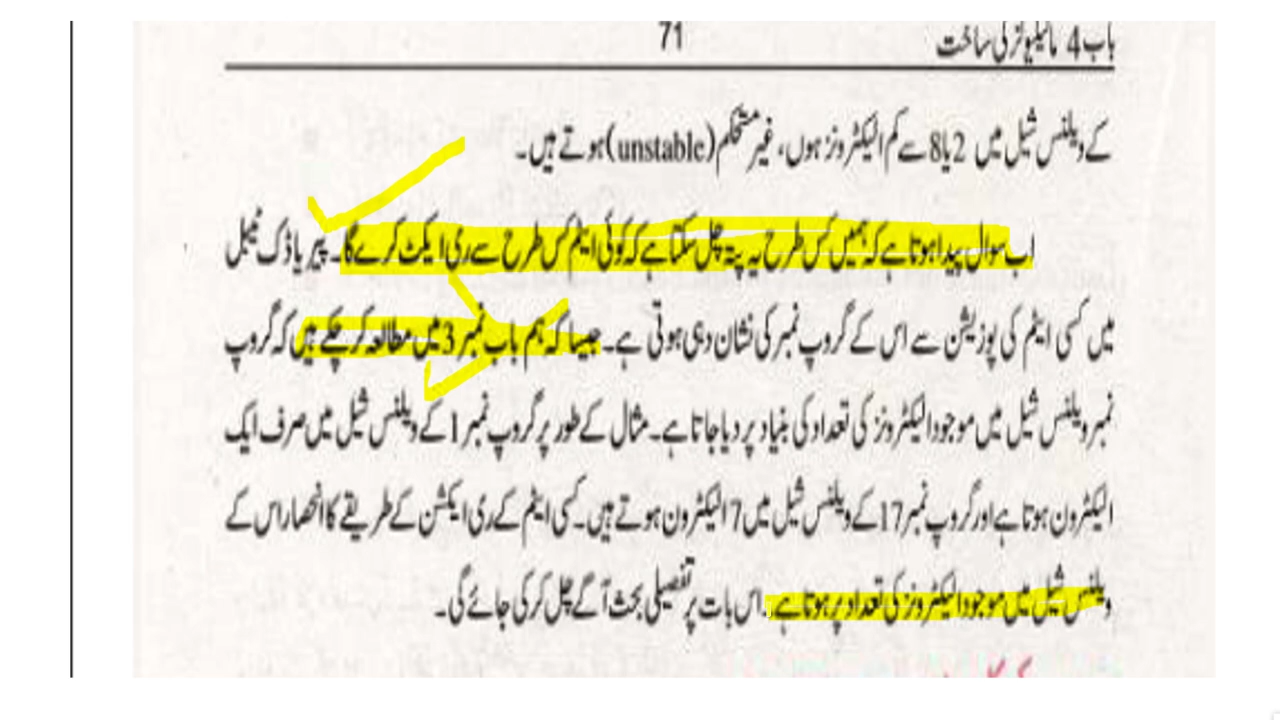 باب 4 مالیکیولز کی ساخت
71
کے ویلنس شیل میں 2 یا 8 سے کم الیکٹرونز ہوں، غیر مستحکم (unstable) ہوتے ہیں۔
اب سوال پیدا ہوتا ہے کہ ہمیں کس طرح یہ پتہ چل سکتا ہے کہ کوئی ایٹم کس طرح سے ری ایکٹ کرے گا۔ پیریاڈک ٹیبل
میں کسی ایٹم کی پوزیشن سے اس کے گروپ نمبر کی نشان دہی ہوتی ہے۔ جیسا کہ ہم باب نمبر 3 میں مطالعہ کر چکے ہیں کہ گروپ
نمبر ویلنس شیل میں موجود الیکٹرونز کی تعداد کی بنیاد پر دیا جاتا ہے۔ مثال کے طور پر گروپ نمبر 1 کے ویلنس شیل میں صرف ایک
الیکٹرون ہوتا ہے اور گروپ نمبر 17 کے ویلنس شیل میں 7 الیکٹرون ہوتے ہیں۔ کسی ایٹم کے ری ایکشن کے طریقے کا انحصار اس کے
ویلنس شیل میں موجود الیکٹرونز کی تعداد پر ہوتا ہے۔ اس بات پر تفصیلی بحث آگے چل کر کی جائے گی۔